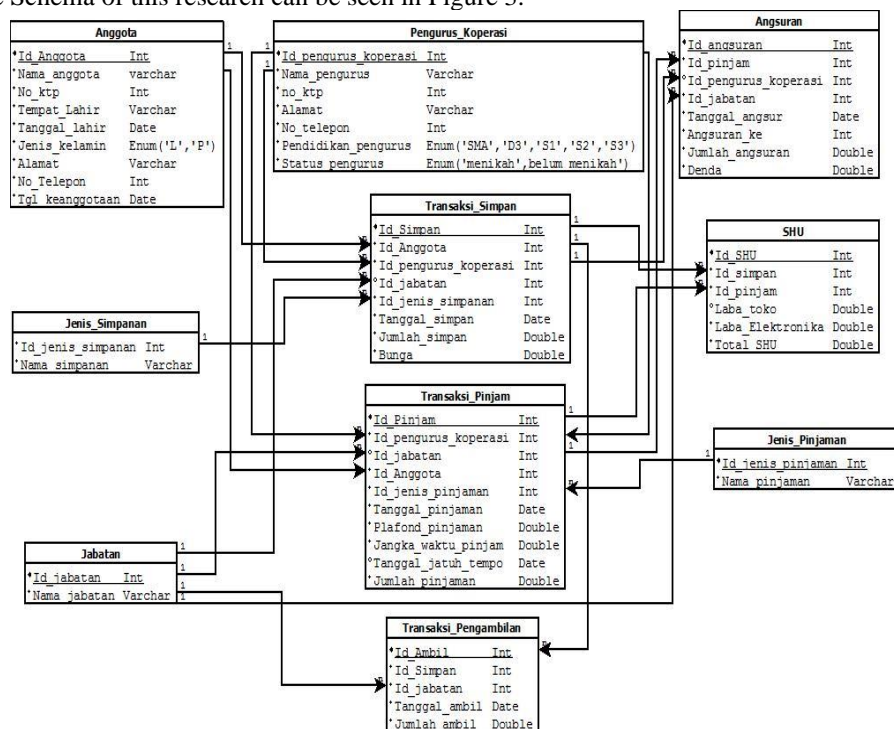 Schema of this research can be seen in Figure 3.
Anggota
Id_Anggota Int
Nama_anggota varchar
No_ktp Int
Tempat_Lahir Varchar
Tanggal_lahir Date
Jenis_kelamin Enum('L','P')
Alamat Varchar
No_Telepon Int
Tgl_keanggotaan Date
Pengurus_Koperasi
Id_pengurus_koperasi Int
Nama_pengurus Varchar
no_ktp Int
Alamat Varchar
No_telepon Int
Pendidikan_pengurus Enum('SMA','D3','S1','S2','S3')
Status_pengurus Enum('menikah',belum menikah')
Angsuran
Id_angsuran Int
Id_pinjam Int
Id_pengurus_koperasi Int
Id_jabatan Int
Tanggal_angsur Date
Angsuran_ke Int
Jumlah_angsuran Double
Denda Double
Transaksi_Simpan
Id_Simpan Int
Id_Anggota Int
Id_pengurus_koperasi Int
Id_jabatan Int
Id_jenis_simpanan Int
Tanggal_simpan Date
Jumlah_simpan Double
Bunga Double
SHU
Id_SHU Int
Id_simpan Int
Id_pinjam Int
Laba_toko Double
Laba_Elektronika Double
Total_SHU Double
Jenis_Simpanan
Id_jenis_simpanan Int
Nama_simpanan Varchar
Transaksi_Pinjam
Id_Pinjam Int
Id_pengurus_koperasi Int
Id_jabatan Int
Id_Anggota Int
Id_jenis_pinjaman Int
Tanggal_pinjaman Date
Plafond_pinjaman Double
Jangka_waktu_pinjam Double
Tanggal_jatuh_tempo Date
Jumlah_pinjaman Double
Jenis_Pinjaman
Id_jenis_pinjaman Int
Nama_pinjaman Varchar
Jabatan
Id_jabatan Int
Nama_jabatan Varchar
Transaksi_Pengambilan
Id_Ambil Int
Id_Simpan Int
Id_jabatan Int
Tanggal_ambil Date
Jumlah_ambil Double